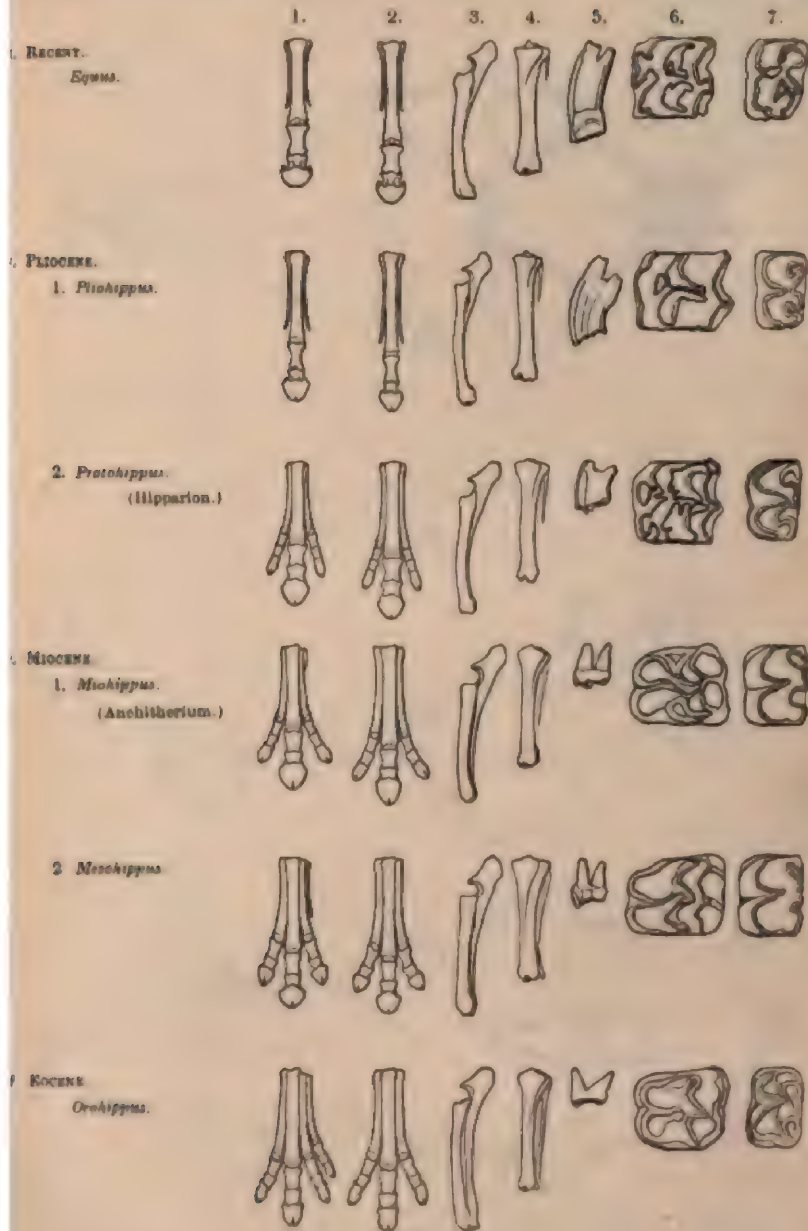 1. 2. 3. 4. 5. 6. 7.
RECENT.
Equus.
PLIOCENE.
1. Pliohippus.
2. Protohippus.
(Hipparion.)
MIOCENE.
1. Miohippus.
(Anchitherium.)
2 Mesohippus
EOCENE
Orohippus.